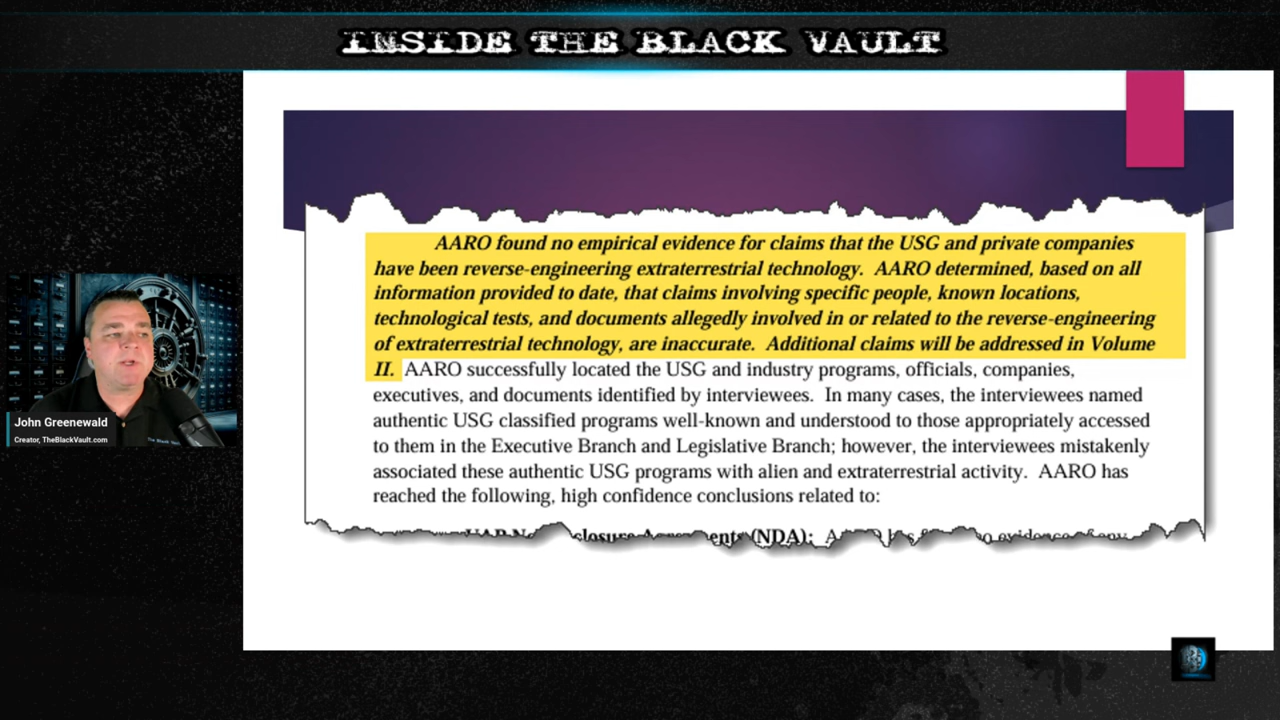 INSIDE THE BLACK VAULT
AARO found no empirical evidence for claims that the USG and private companies
have been reverse-engineering extraterrestrial technology. AARO determined, based on all
information provided to date, that claims involving specific people, known locations,
technological tests, and documents allegedly involved in or related to the reverse-engineering
of extraterrestrial technology, are inaccurate. Additional claims will be addressed in Volume
II. AARO successfully located the USG and industry programs, officials, companies,
executives, and documents identified by interviewees. In many cases, the interviewees named
authentic USG classified programs well-known and understood to those appropriately accessed
to them in the Executive Branch and Legislative Branch; however, the interviewees mistakenly
associated these authentic USG programs with alien and extraterrestrial activity. AARO has
reached the following, high confidence conclusions related to:
(NDA):
John Greenewald
Creator, TheBlackVault.com